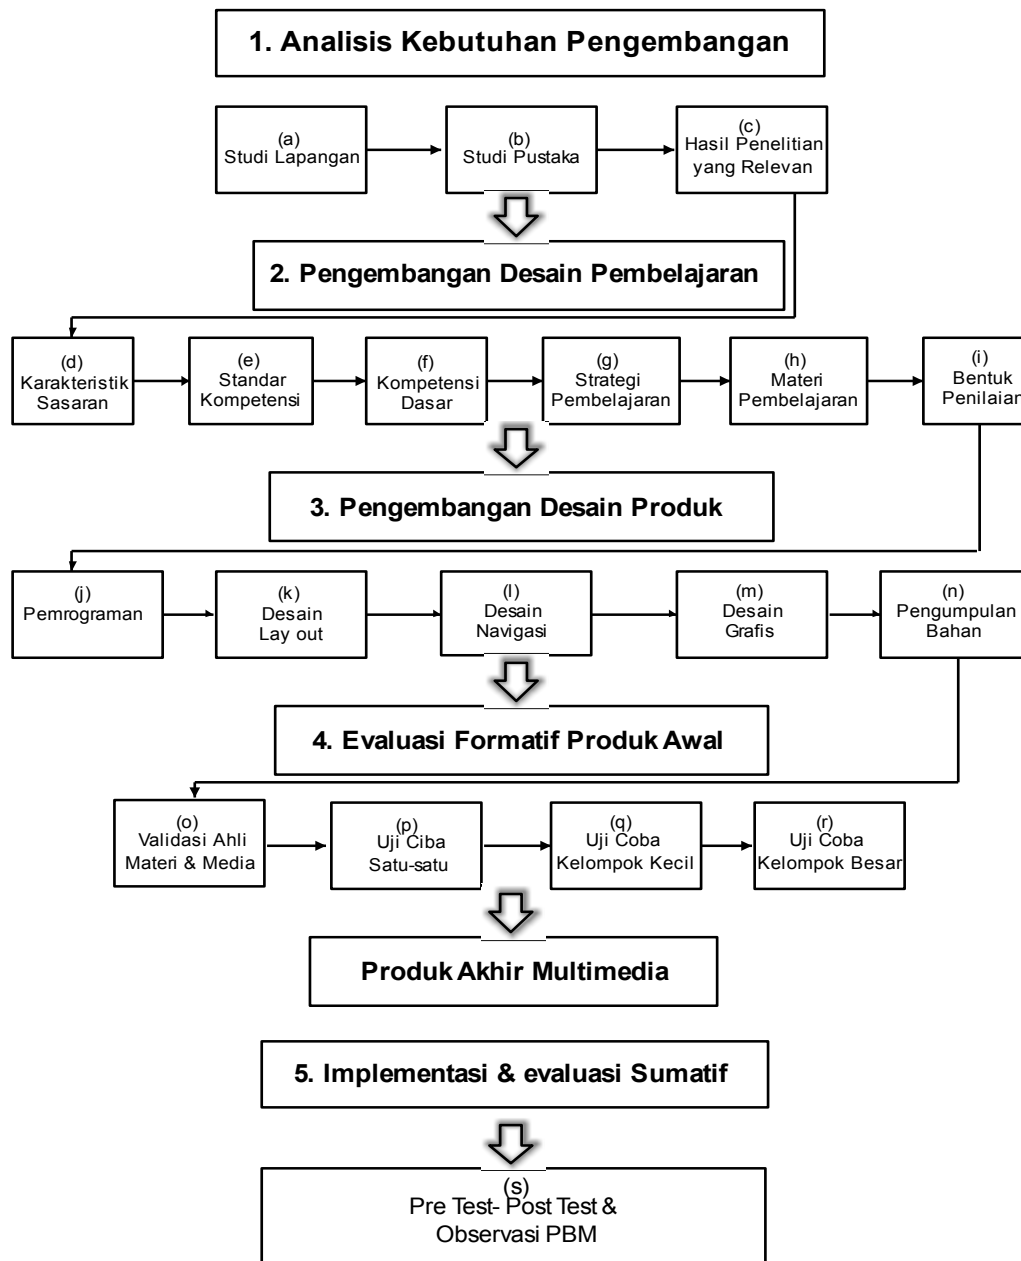 1. Analisis Kebutuhan Pengembangan
(a)
Studi Lapangan
(b)
Studi Pustaka
(c)
Hasil Penelitian
yang Relevan
2. Pengembangan Desain Pembelajaran
(d)
Karakteristik
Sasaran
(e)
Standar
Kompetensi
(f)
Kompetensi
Dasar
(g)
Strategi
Pembelajaran
(h)
Materi
Pembelajaran
(i)
Bentuk
Penilaian
3. Pengembangan Desain Produk
(j)
Pemrograman
(k)
Desain
Lay out
(l)
Desain
Navigasi
(m)
Desain
Grafis
(n)
Pengumpulan
Bahan
4. Evaluasi Formatif Produk Awal
(o)
Validasi Ahli
Materi & Media
(p)
Uji Ciba
Satu-satu
(q)
Uji Coba
Kelompok Kecil
(r)
Uji Coba
Kelompok Besar
Produk Akhir Multimedia
5. Implementasi & evaluasi Sumatif
(s)
Pre Test- Post Test &
Observasi PBM